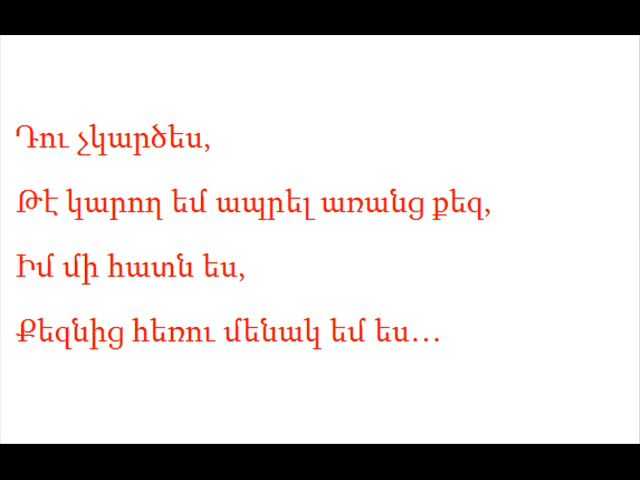 Դու չկարծես,
Թէ կարող եմ ապրել առանց քեզ,
Իմ մի հատն ես,
Քեզնից հեռու մենակ եմ ես…